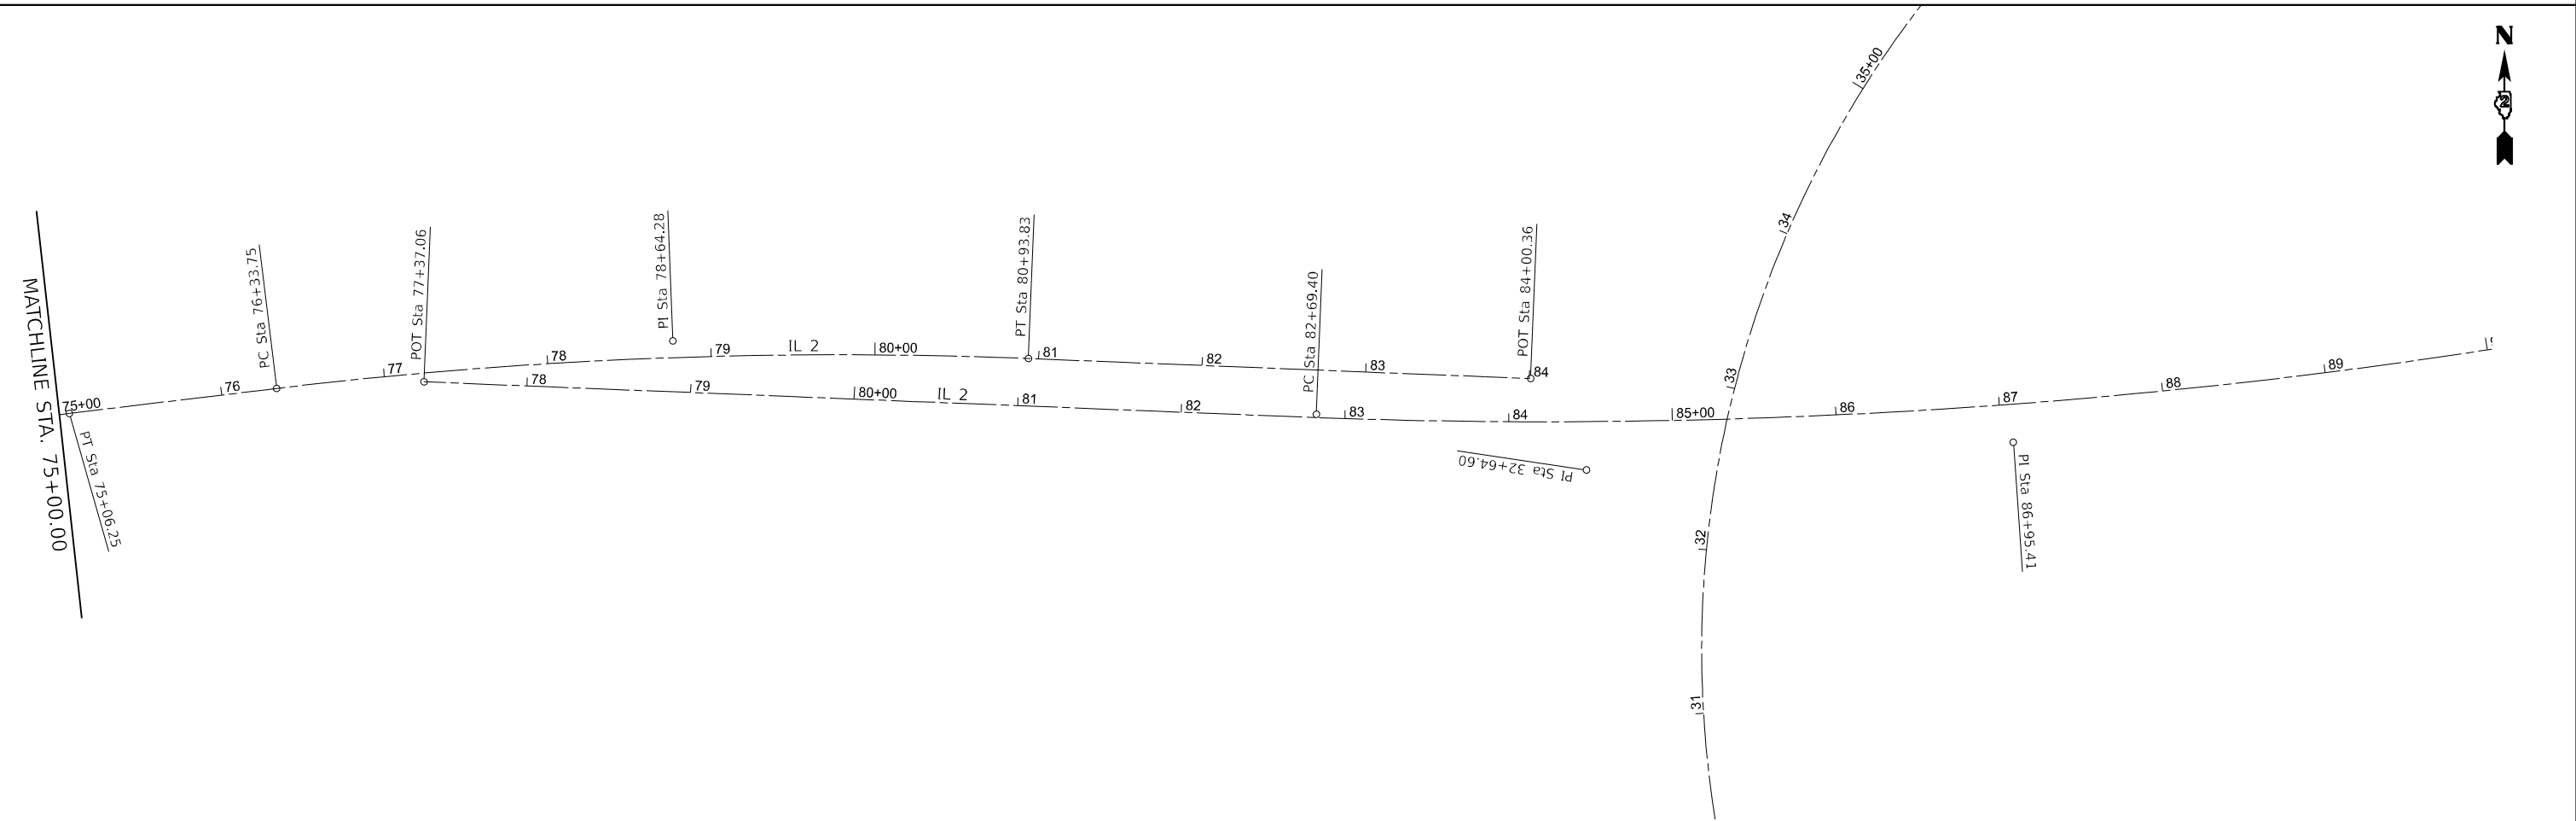 N
35+00
34
33
32
31
MATCHLINE STA. 75+00.00
PC Sta 76+33.75
POT Sta 77+37.06
PI Sta 78+64.28
PT Sta 80+93.83
PC Sta 82+69.40
POT Sta 84+00.36
75+00
76
77
78
79
IL 2
80+00
81
82
83
84
78
79
80+00
IL 2
81
82
83
84
85+00
86
87
88
89
PT Sta 75+06.25
PI Sta 32+64.60
PI Sta 86+95.41